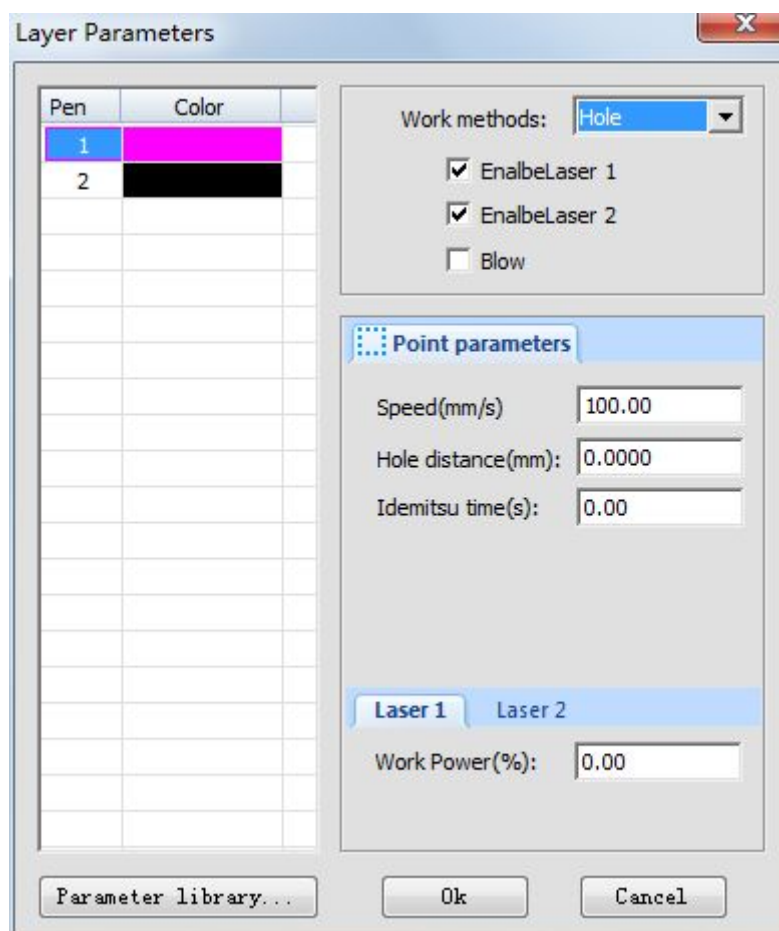 Layer Parameters
Pen Color
1
2
Work methods: Hole
EnalbeLaser 1
EnalbeLaser 2
Blow
Point parameters
Speed(mm/s) 100.00
Hole distance(mm): 0.0000
Idemitsu time(s): 0.00
Laser 1 Laser 2
Work Power(%): 0.00
Parameter library... Ok Cancel